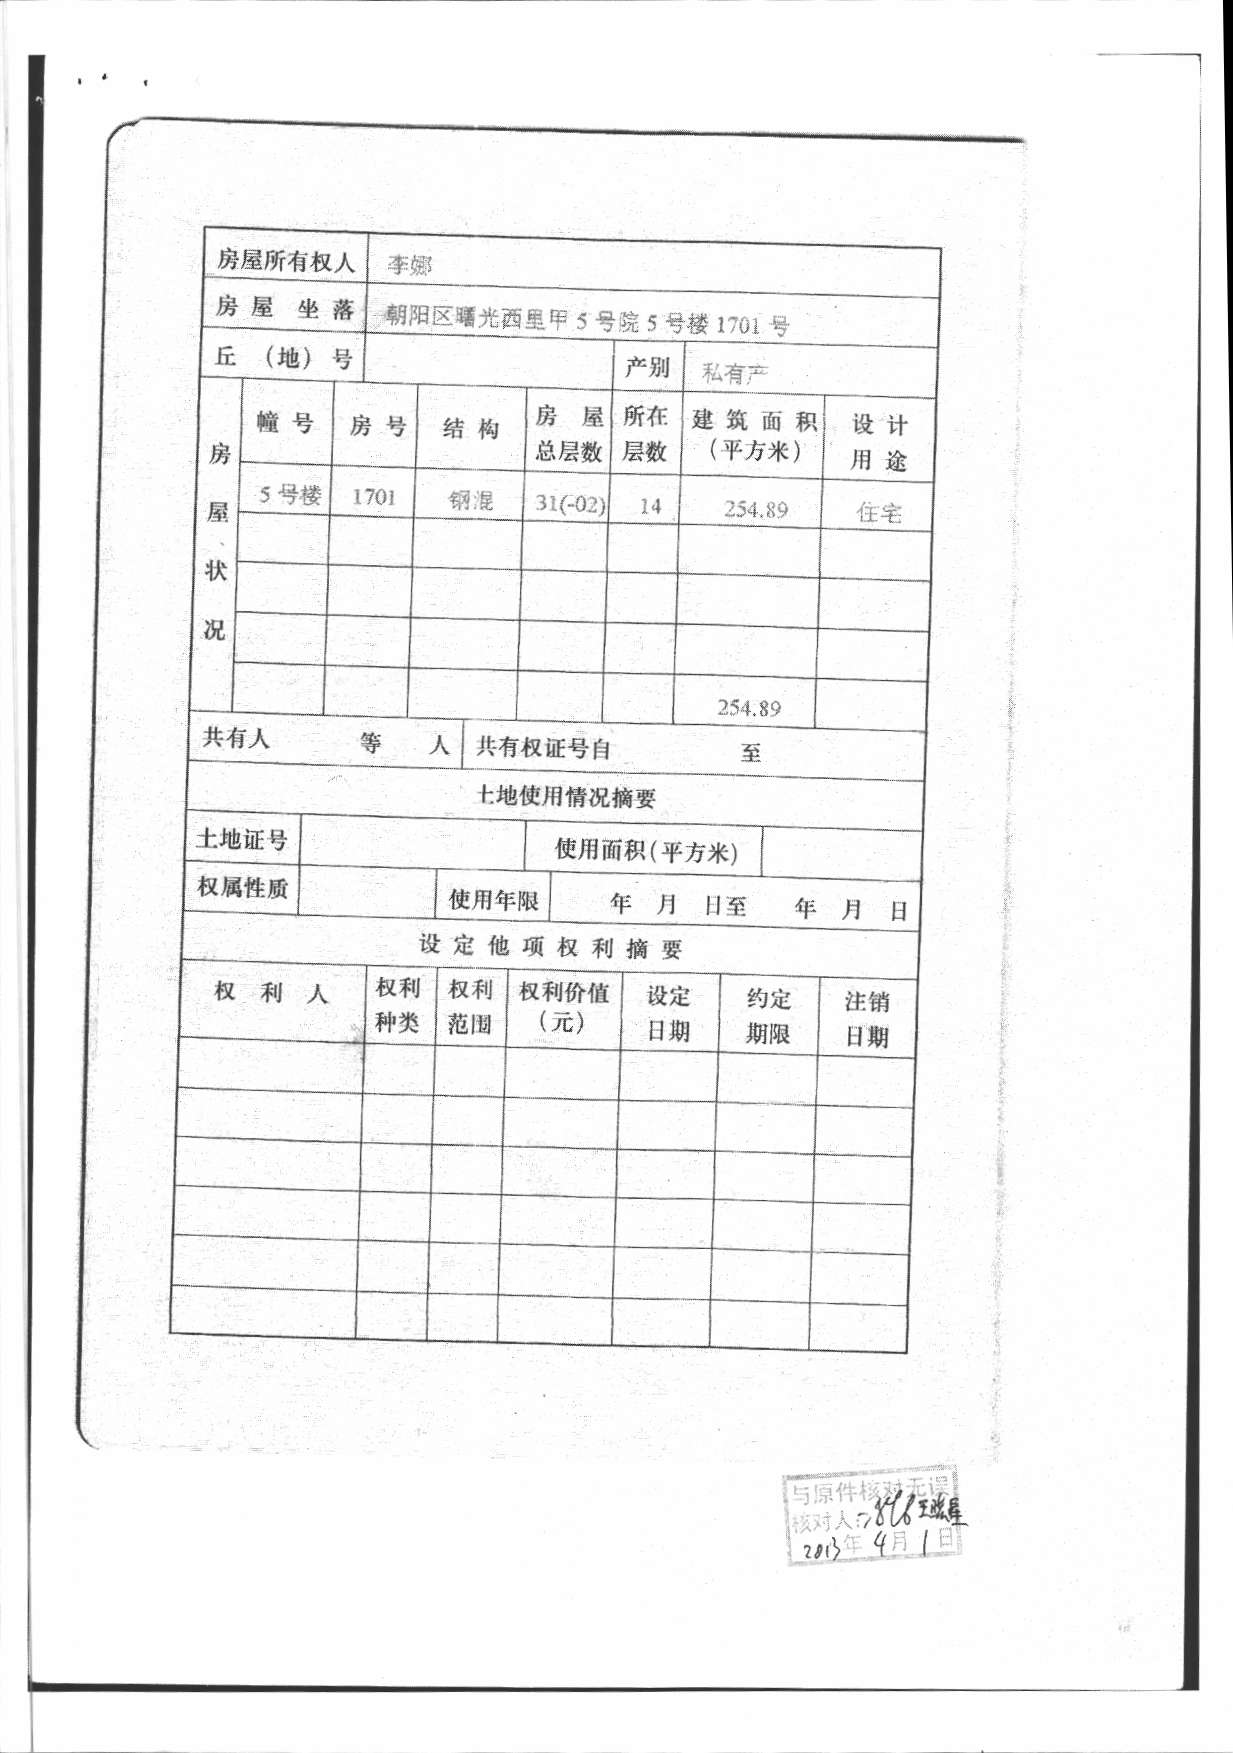 房屋所有权人 李娜
房屋坐落 朝阳区曙光西里甲5号院5号楼1701号
丘（地）号 产别 私有产
房屋状况
幢号 房号 结构 房屋总层数 所在层数 建筑面积（平方米） 设计用途
5号楼 1701 钢混 31(-02) 14 254.89 住宅
254.89
共有人 等 人 共有权证号自 至
土地使用情况摘要
土地证号 使用面积(平方米)
权属性质 使用年限 年 月 日至 年 月 日
设定他项权利摘要
权利人 权利种类 权利范围 权利价值（元） 设定日期 约定期限 注销日期
与原件核对无误
核对人:
2013年4月1日